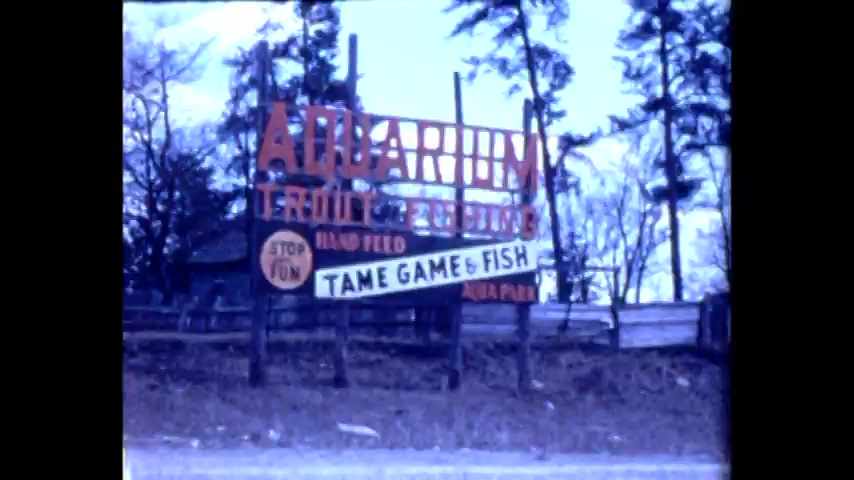 AQUARIUM
TROUT FISHING
HAND FEED
STOP
FUN
TAME GAME & FISH
AQUA PARK